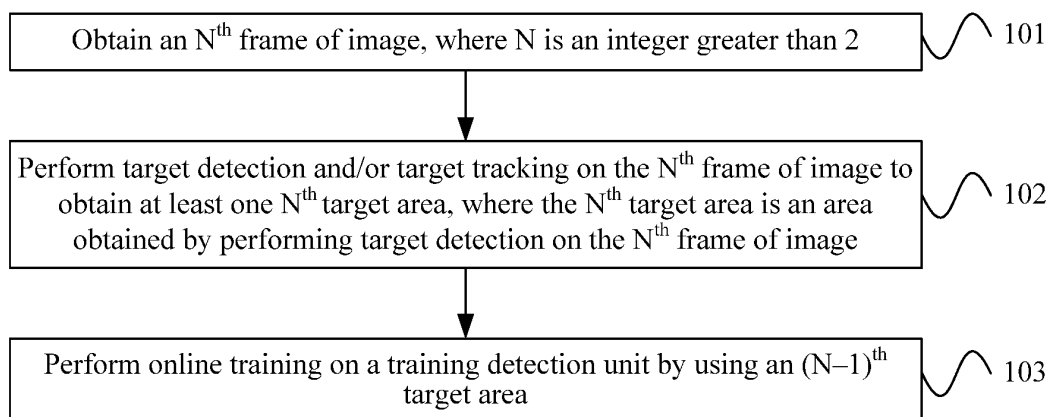 Obtain an Nth frame of image, where N is an integer greater than 2
101
Perform target detection and/or target tracking on the Nth frame of image to
obtain at least one Nth target area, where the Nth target area is an area
obtained by performing target detection on the Nth frame of image
102
Perform online training on a training detection unit by using an (N–1)th
target area
103